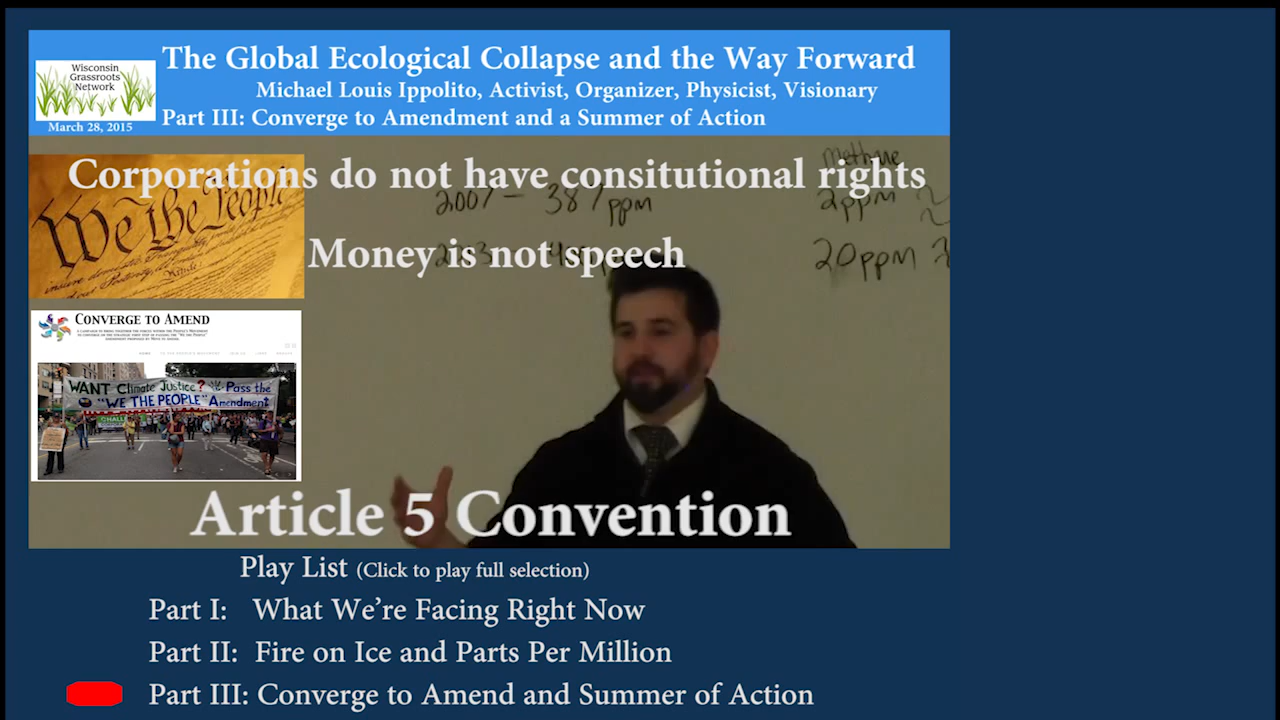 The Global Ecological Collapse and the Way Forward
Wisconsin
Grassroots
Network
Michael Louis Ippolito, Activist, Organizer, Physicist, Visionary
March 28, 2015
Part III: Converge to Amendment and a Summer of Action
methane
Corporations do not have consitutional rights
2007 - 387ppm
2ppm
We the People
Money is not speech
20ppm
CONVERGE TO AMEND
WANT Climate Justice? Pass the
"WE THE PEOPLE" Amendment
Article 5 Convention
Play List (Click to play full selection)
Part I: What We're Facing Right Now
Part II: Fire on Ice and Parts Per Million
Part III: Converge to Amend and Summer of Action